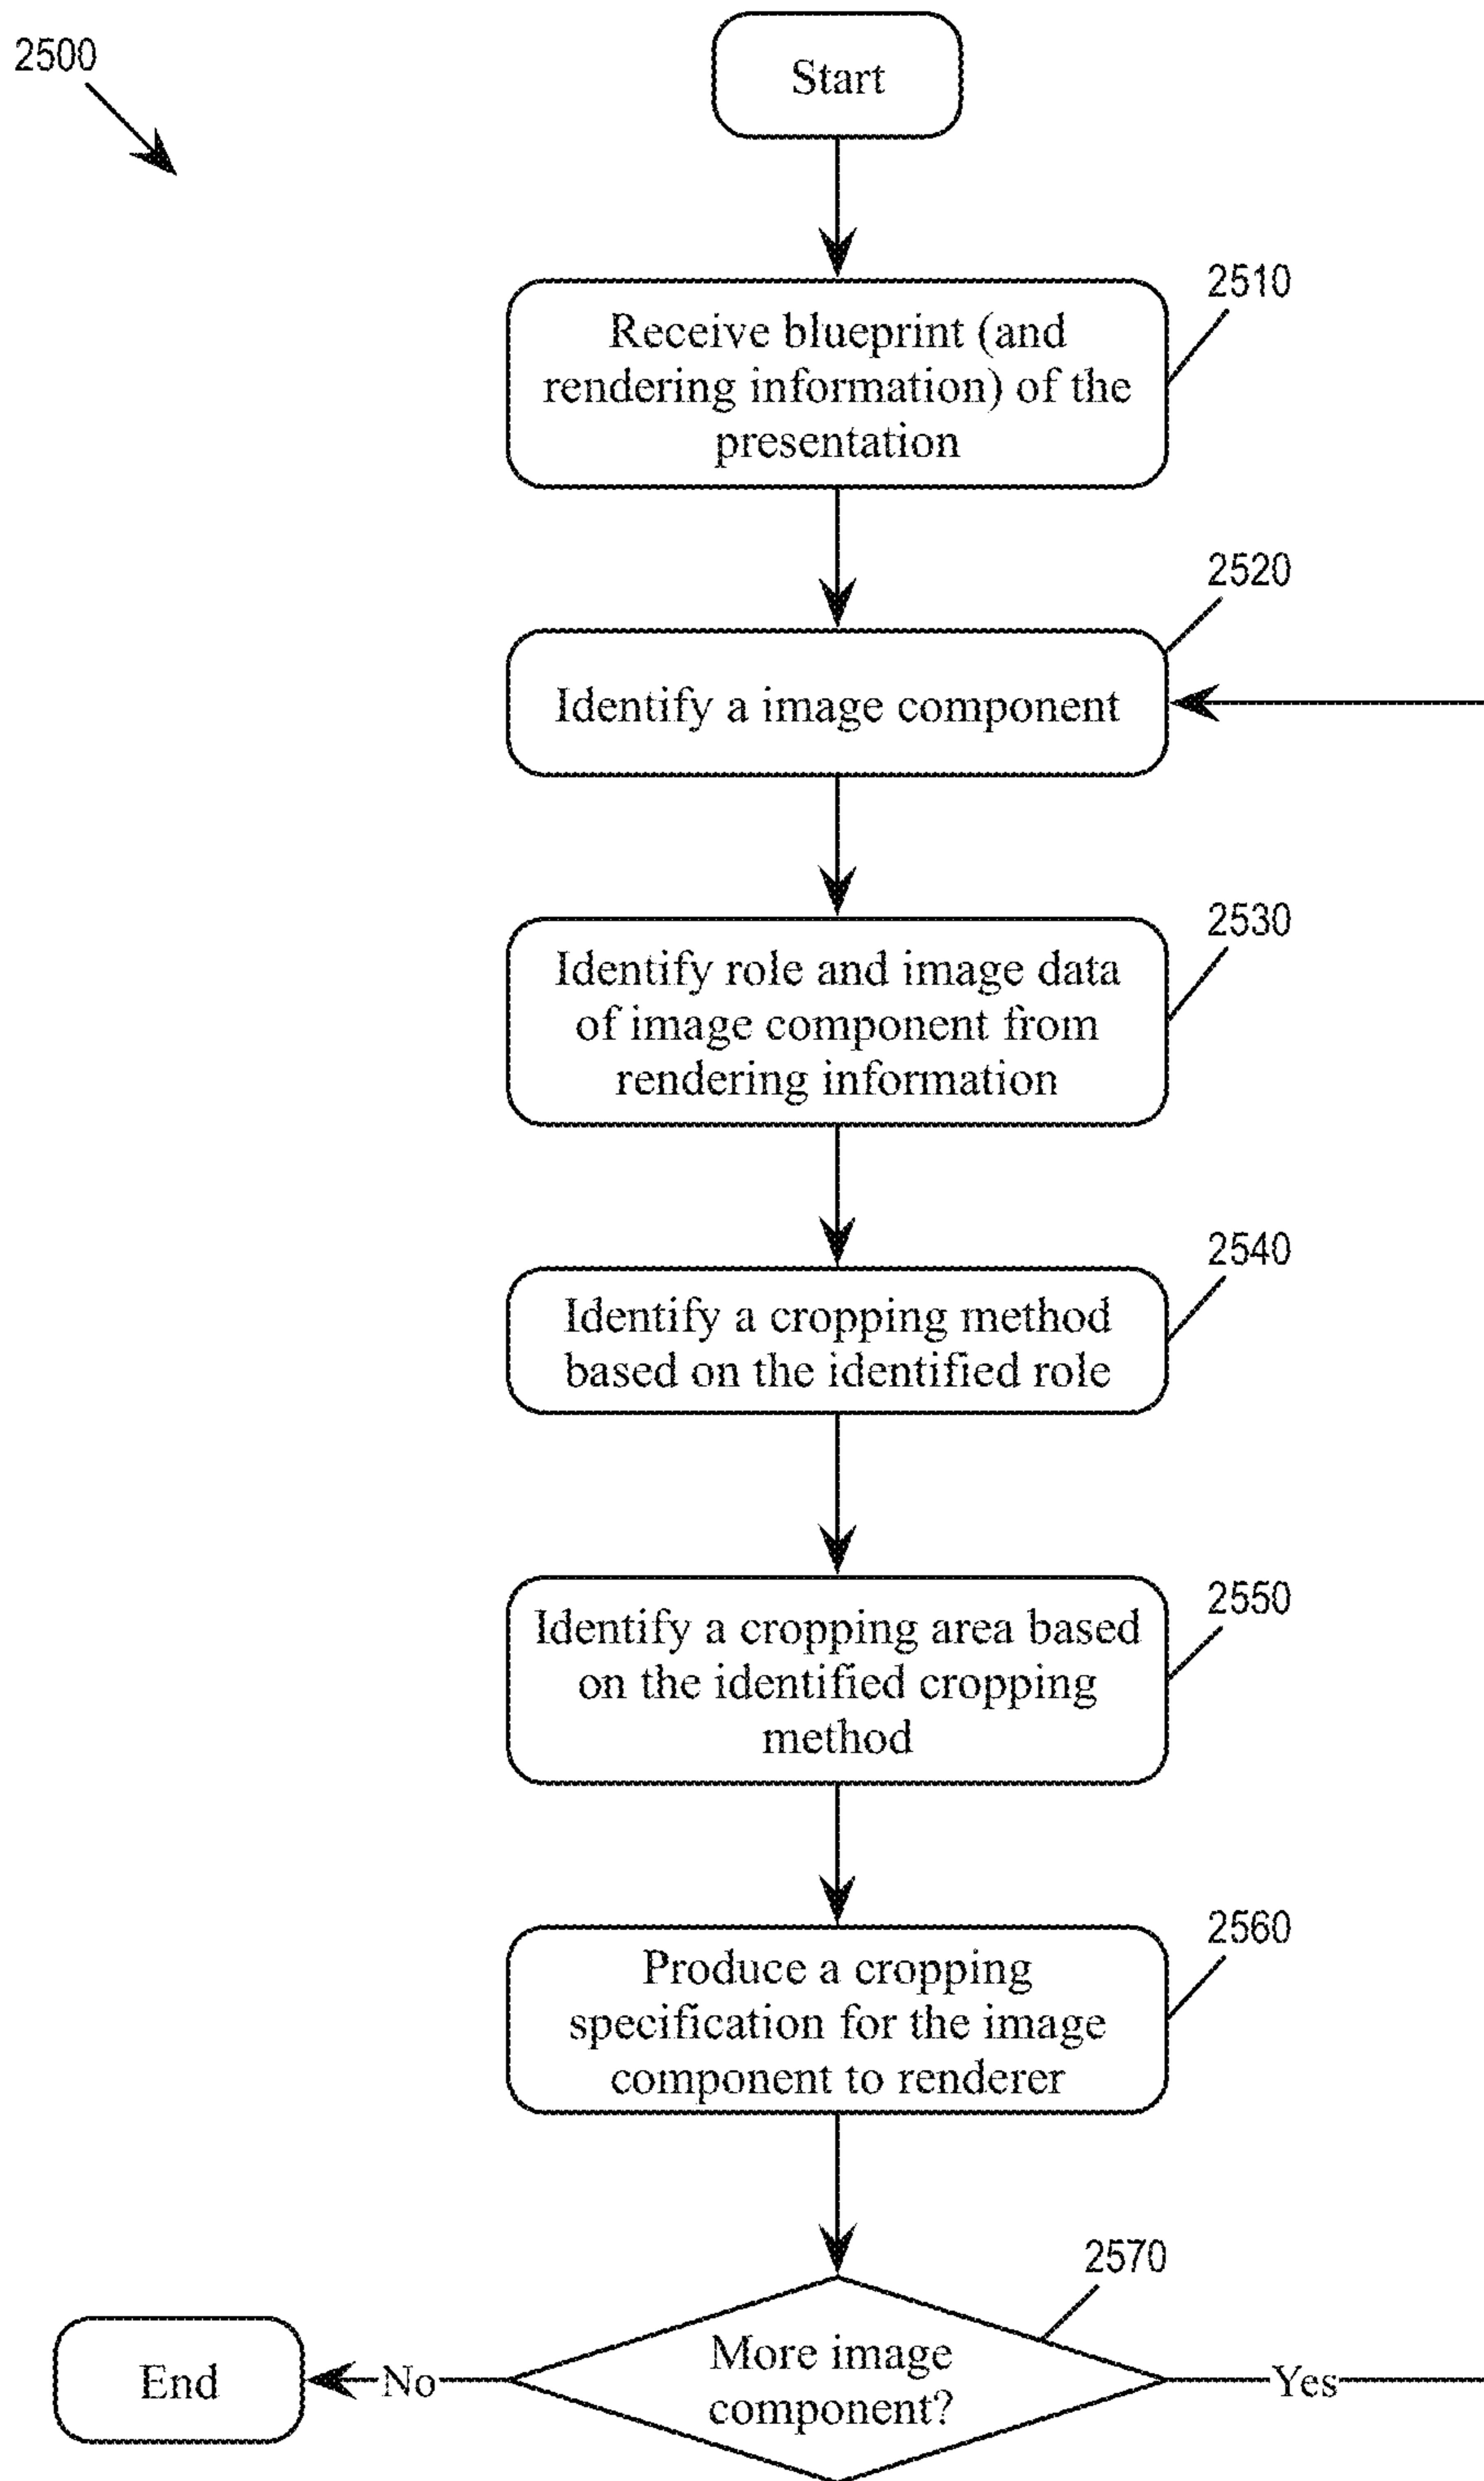 2500
Start
2510
Receive blueprint (and
rendering information) of the
presentation
2520
Identify a image component
2530
Identify role and image data
of image component from
rendering information
2540
Identify a cropping method
based on the identified role
2550
Identify a cropping area based
on the identified cropping
method
2560
Produce a cropping
specification for the image
component to renderer
2570
More image
component?
No
End
Yes